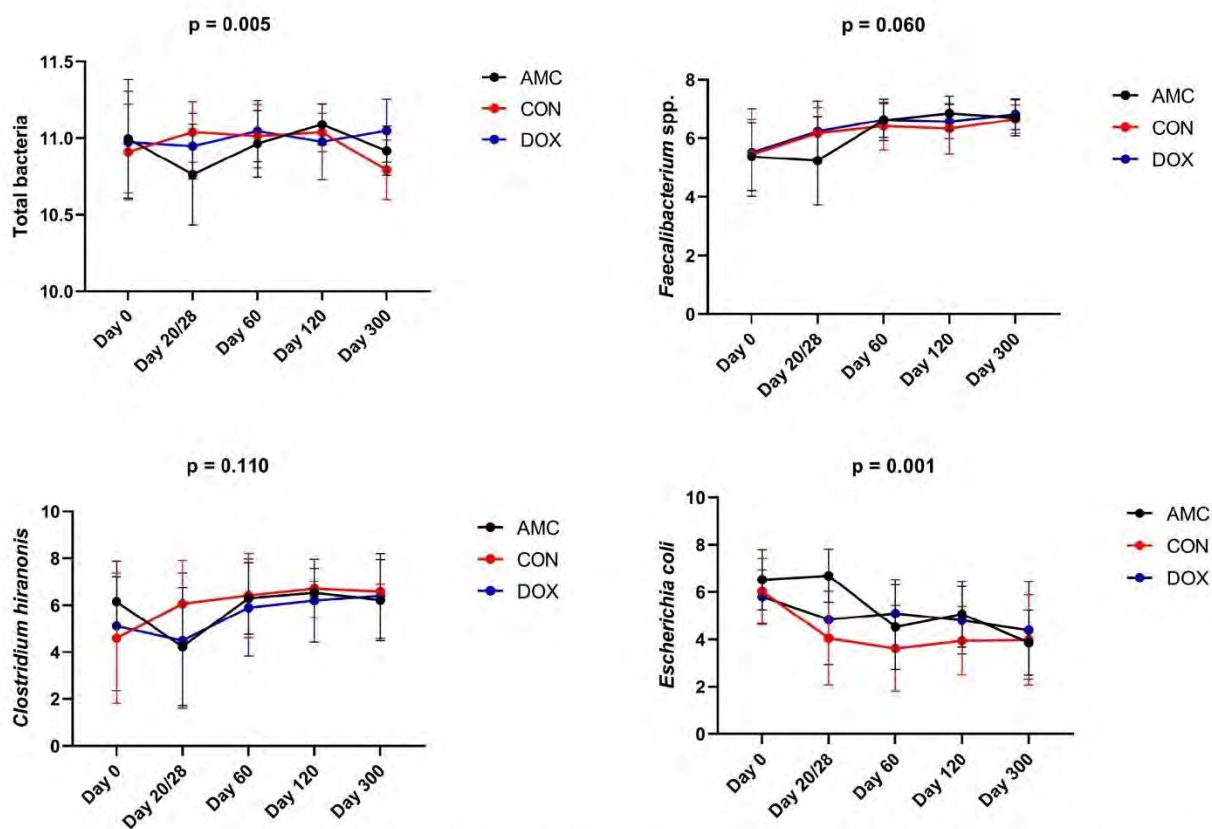 p = 0.005
Total bacteria
11.5
11.0
10.5
10.0
Day 0
Day 20/28
Day 60
Day 120
Day 300
AMC
CON
DOX
p = 0.060
Faecalibacterium spp.
8
6
4
2
0
Day 0
Day 20/28
Day 60
Day 120
Day 300
AMC
CON
DOX
p = 0.110
Clostridium hiranonis
10
8
6
4
2
0
Day 0
Day 20/28
Day 60
Day 120
Day 300
AMC
CON
DOX
p = 0.001
Escherichia coli
10
8
6
4
2
0
Day 0
Day 20/28
Day 60
Day 120
Day 300
AMC
CON
DOX